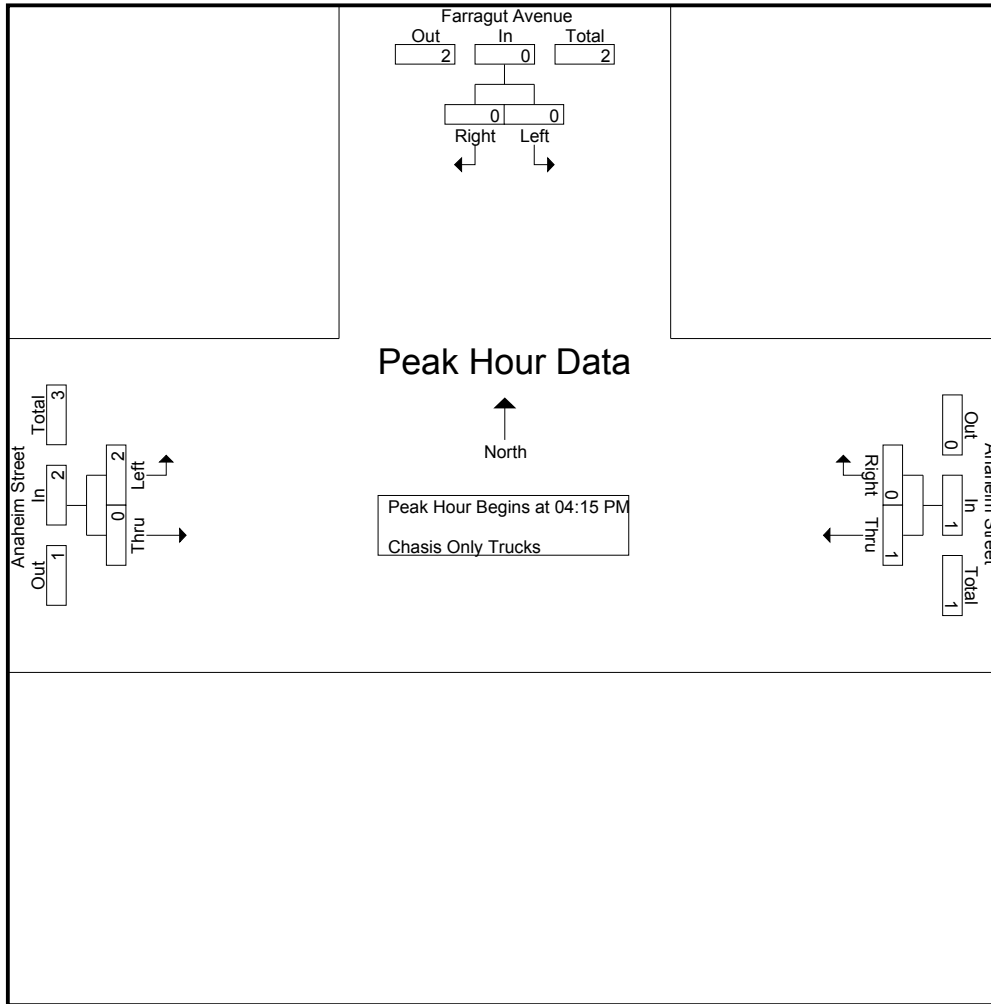 Farragut Avenue
Out In Total
2 0 2
0 0
Right Left
Peak Hour Data
North
Peak Hour Begins at 04:15 PM
Chasis Only Trucks
Anaheim Street
Out In Total
1 2 3
2 0
Left Thru
Anaheim Street
Out In Total
0 1 1
0 1
Right Thru